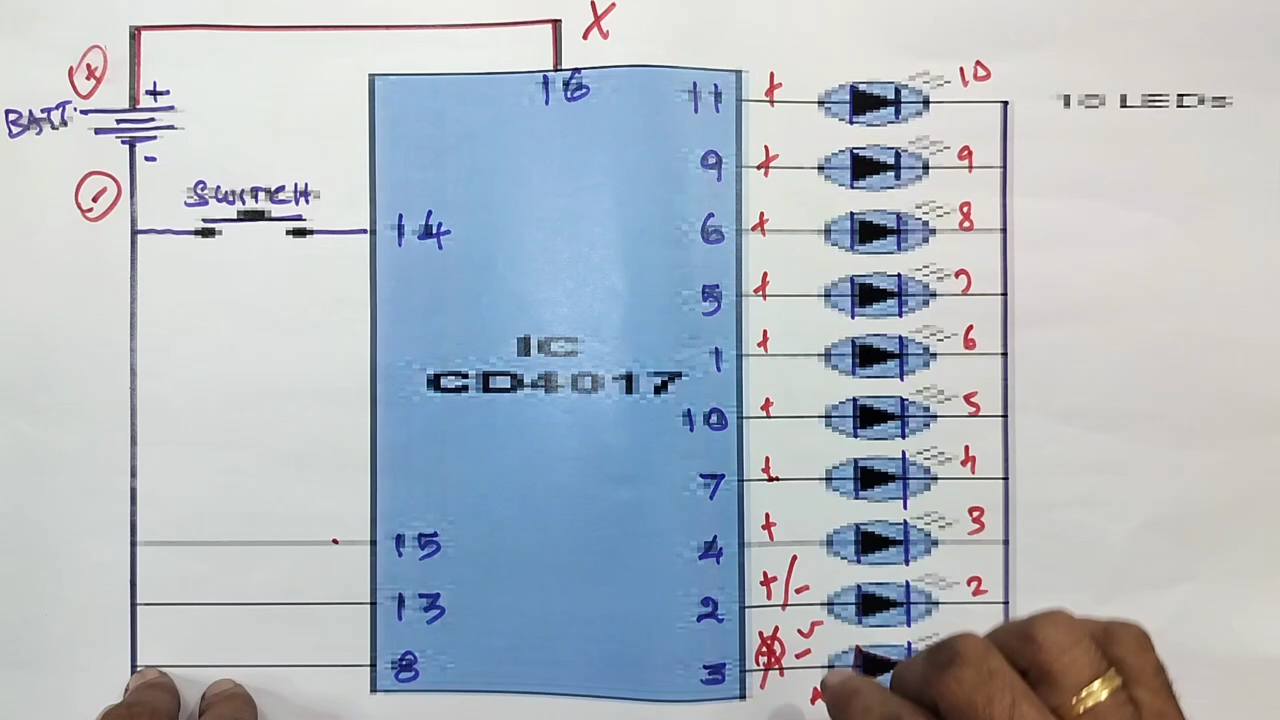 X
+
+
BATT.
-
-
SWITCH
16
14
15
13
8
IC
CD4017
11 + 10
9 + 9
6 + 8
5 + 7
1 + 6
10 + 5
7 + 4
4 + 3
2 +/- 2
3 -
10 LEDs